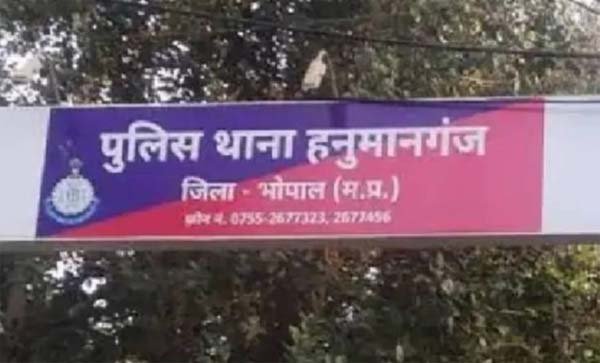 पुलिस थाना हनुमानगंज
जिला - भोपाल (म.प्र.)
फ़ोन नं. 0755-2677323, 2677456